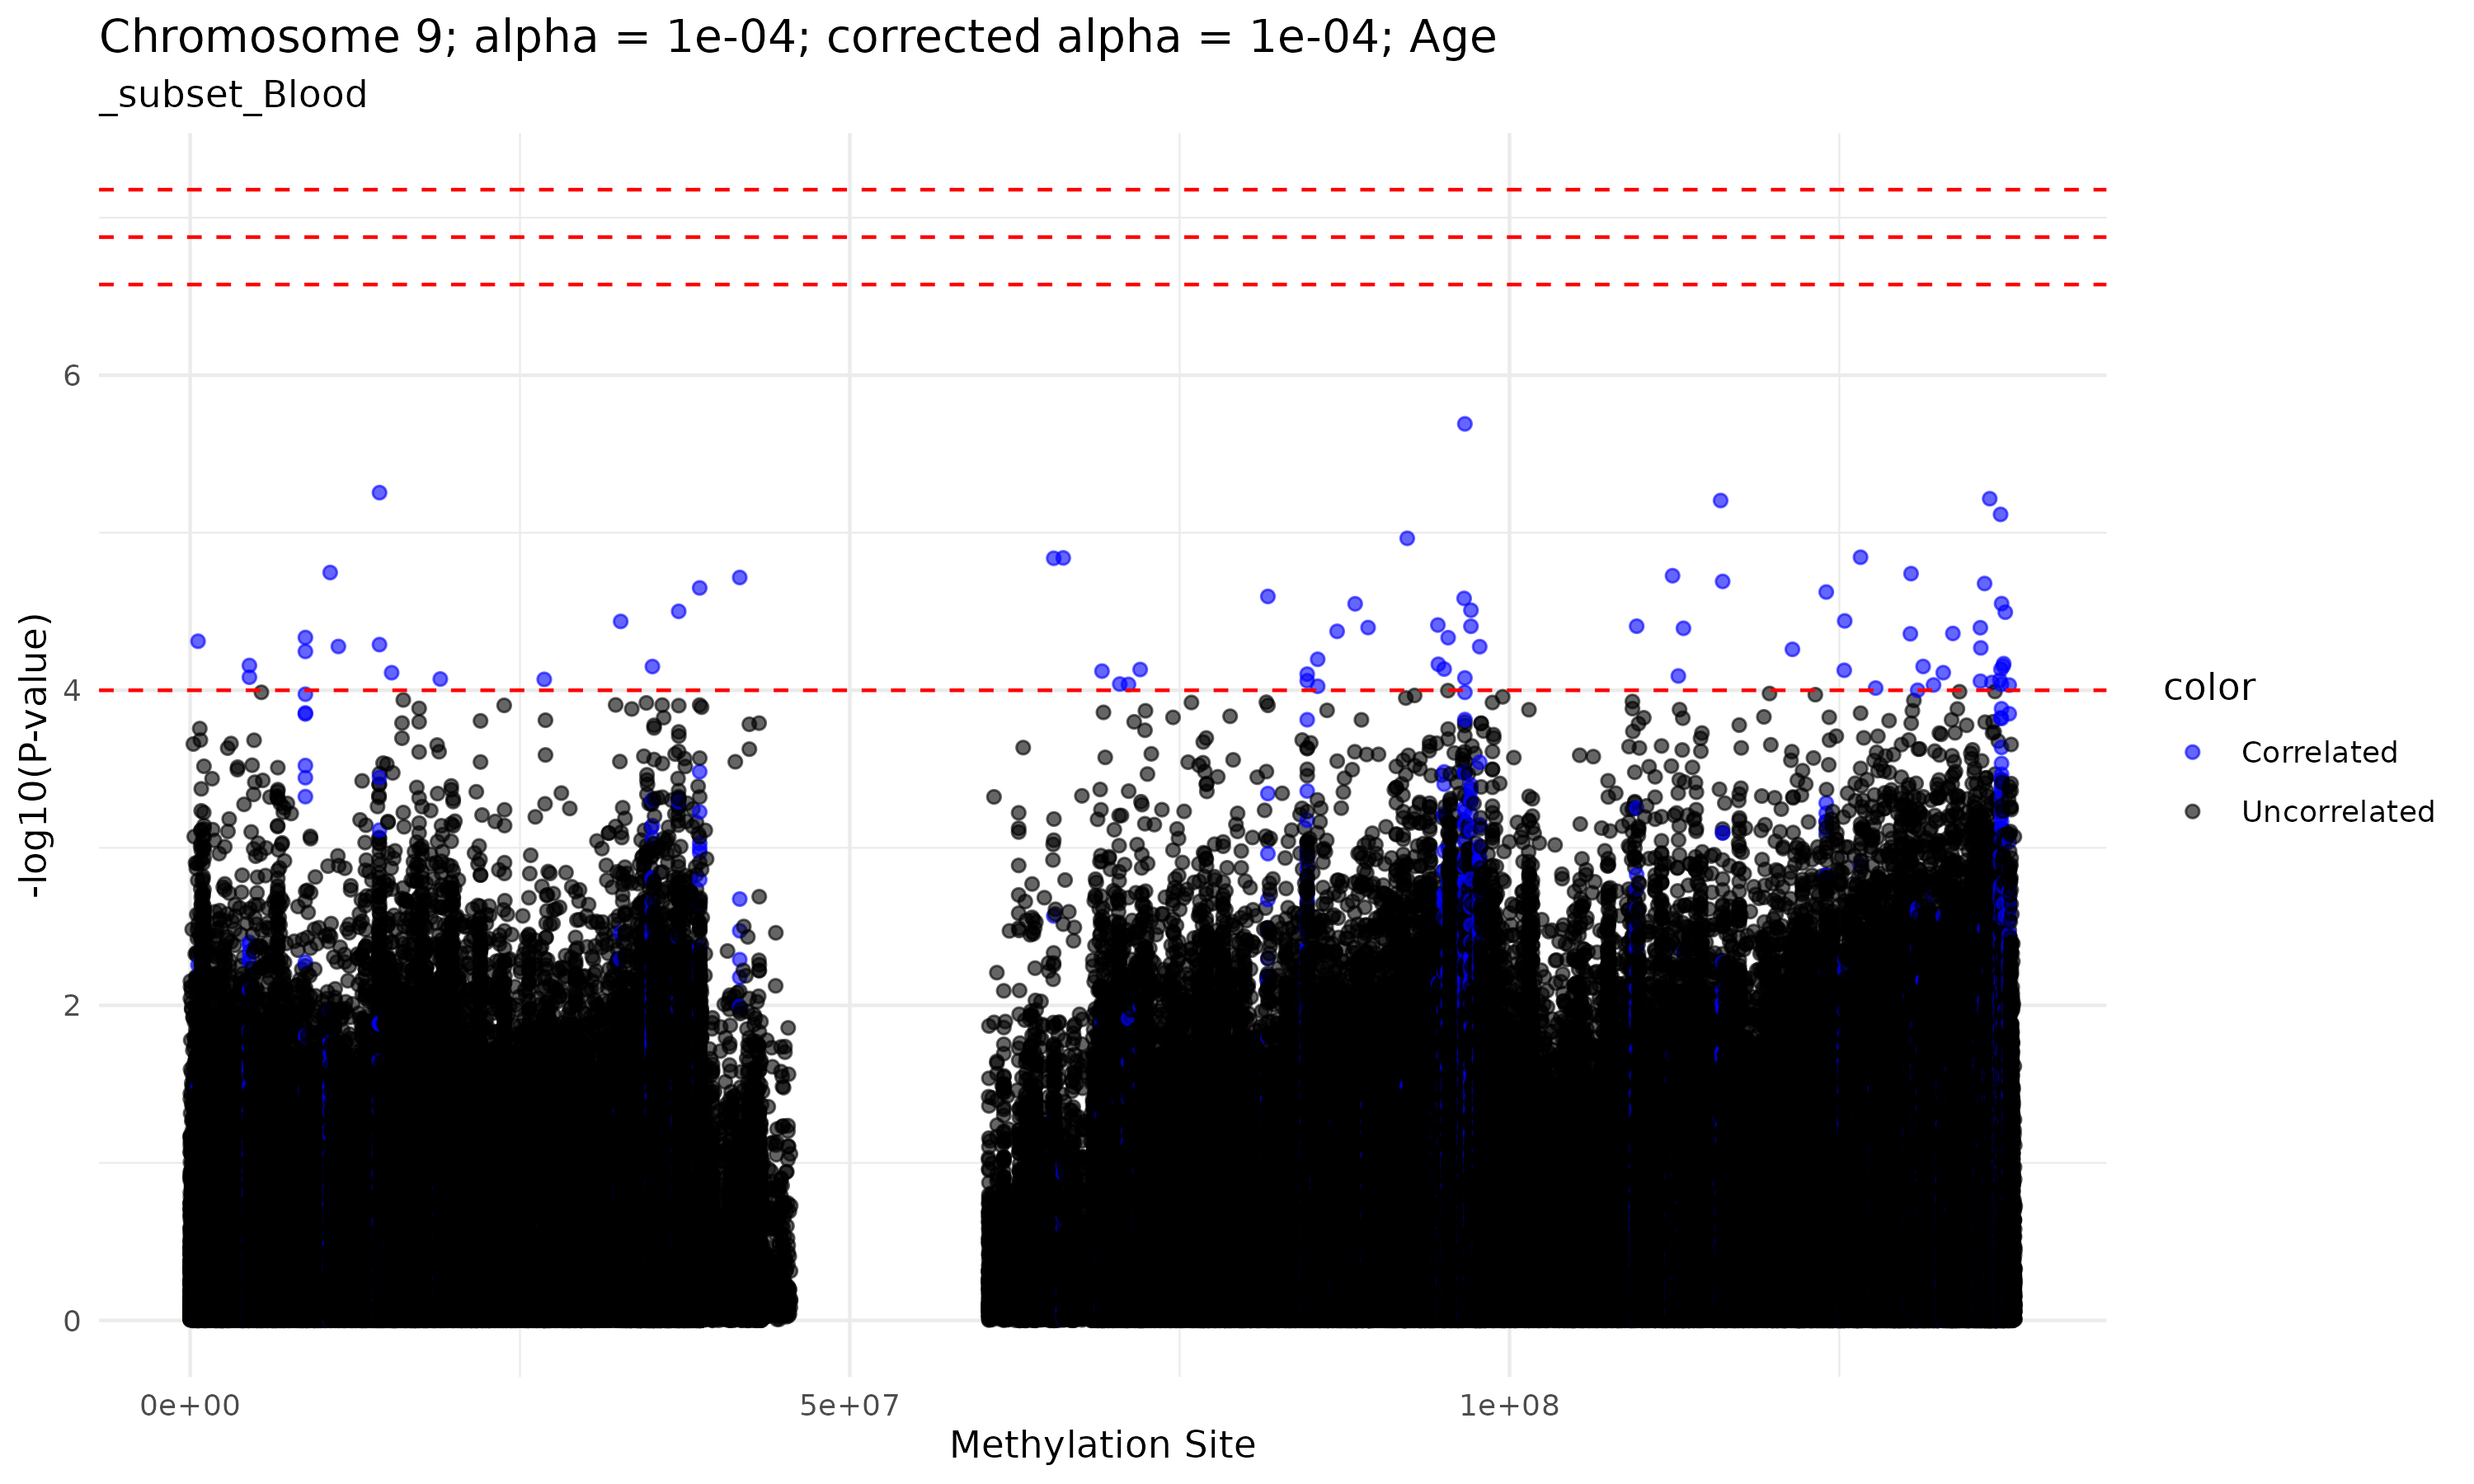 Chromosome 9; alpha = 1e-04; corrected alpha = 1e-04; Age
_subset_Blood
6
4
2
0
-log10(P-value)
0e+00
5e+07
1e+08
Methylation Site
color
Correlated
Uncorrelated